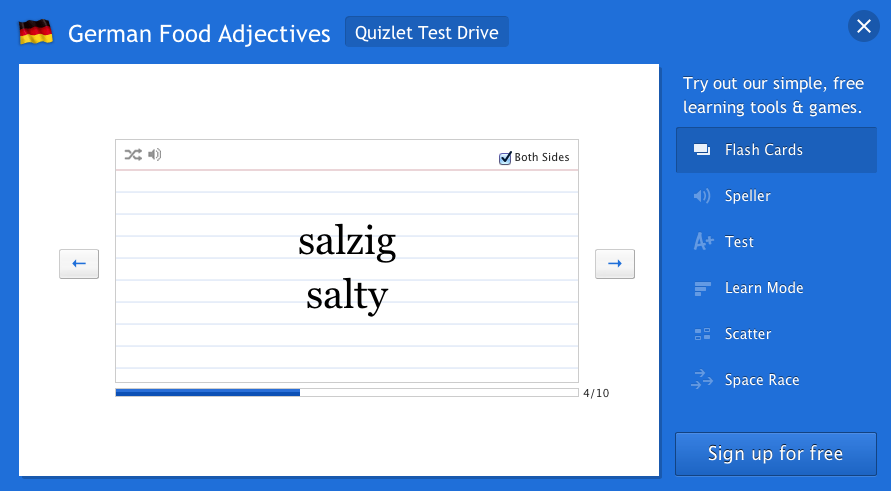 German Food Adjectives
Quizlet Test Drive
Both Sides
salzig
salty
4/10
Try out our simple, free
learning tools & games.
Flash Cards
Speller
A+ Test
Learn Mode
Scatter
Space Race
Sign up for free